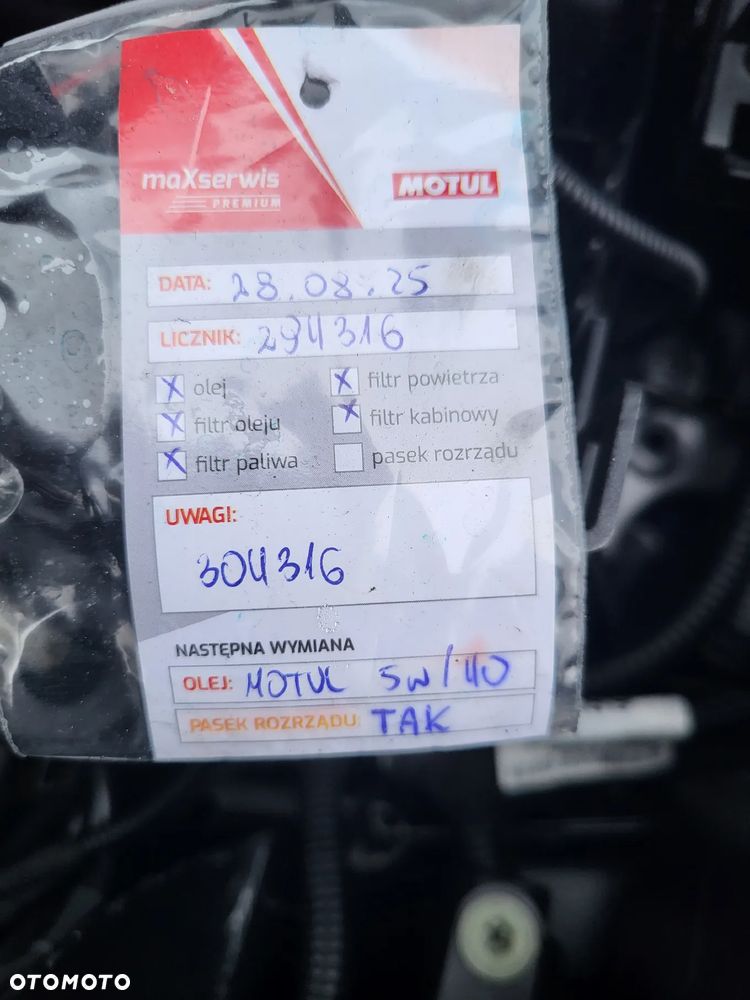 maXserwis
PREMIUM
MOTUL
DATA: 28.08.25
LICZNIK: 294316
X olej
X filtr powietrza
X filtr oleju
X filtr kabinowy
X filtr paliwa
pasek rozrządu
UWAGI:
304316
NASTĘPNA WYMIANA
OLEJ: MOTUL 5W/40
PASEK ROZRZĄDU: TAK
OTOMOTO